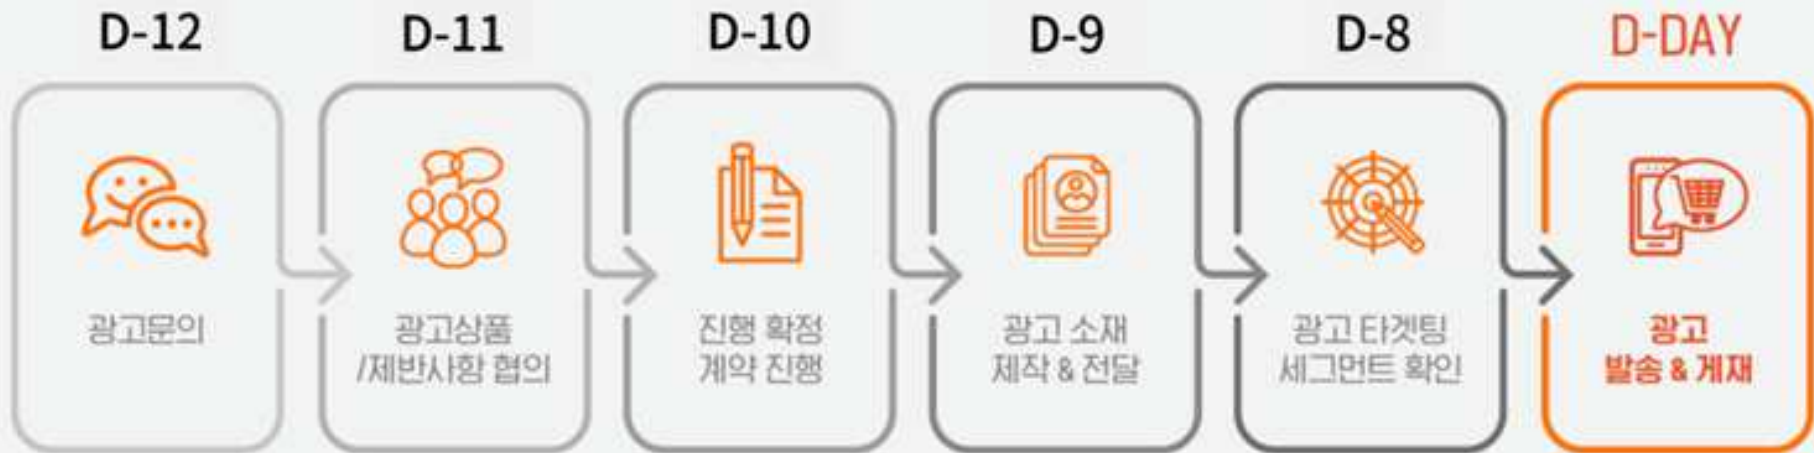 D-12
D-11
D-10
D-9
D-8
D-DAY
광고문의
광고상품
/제반사항 협의
진행 확정
계약 진행
광고 소재
제작 & 전달
광고 타겟팅
세그먼트 확인
광고
발송 & 게재